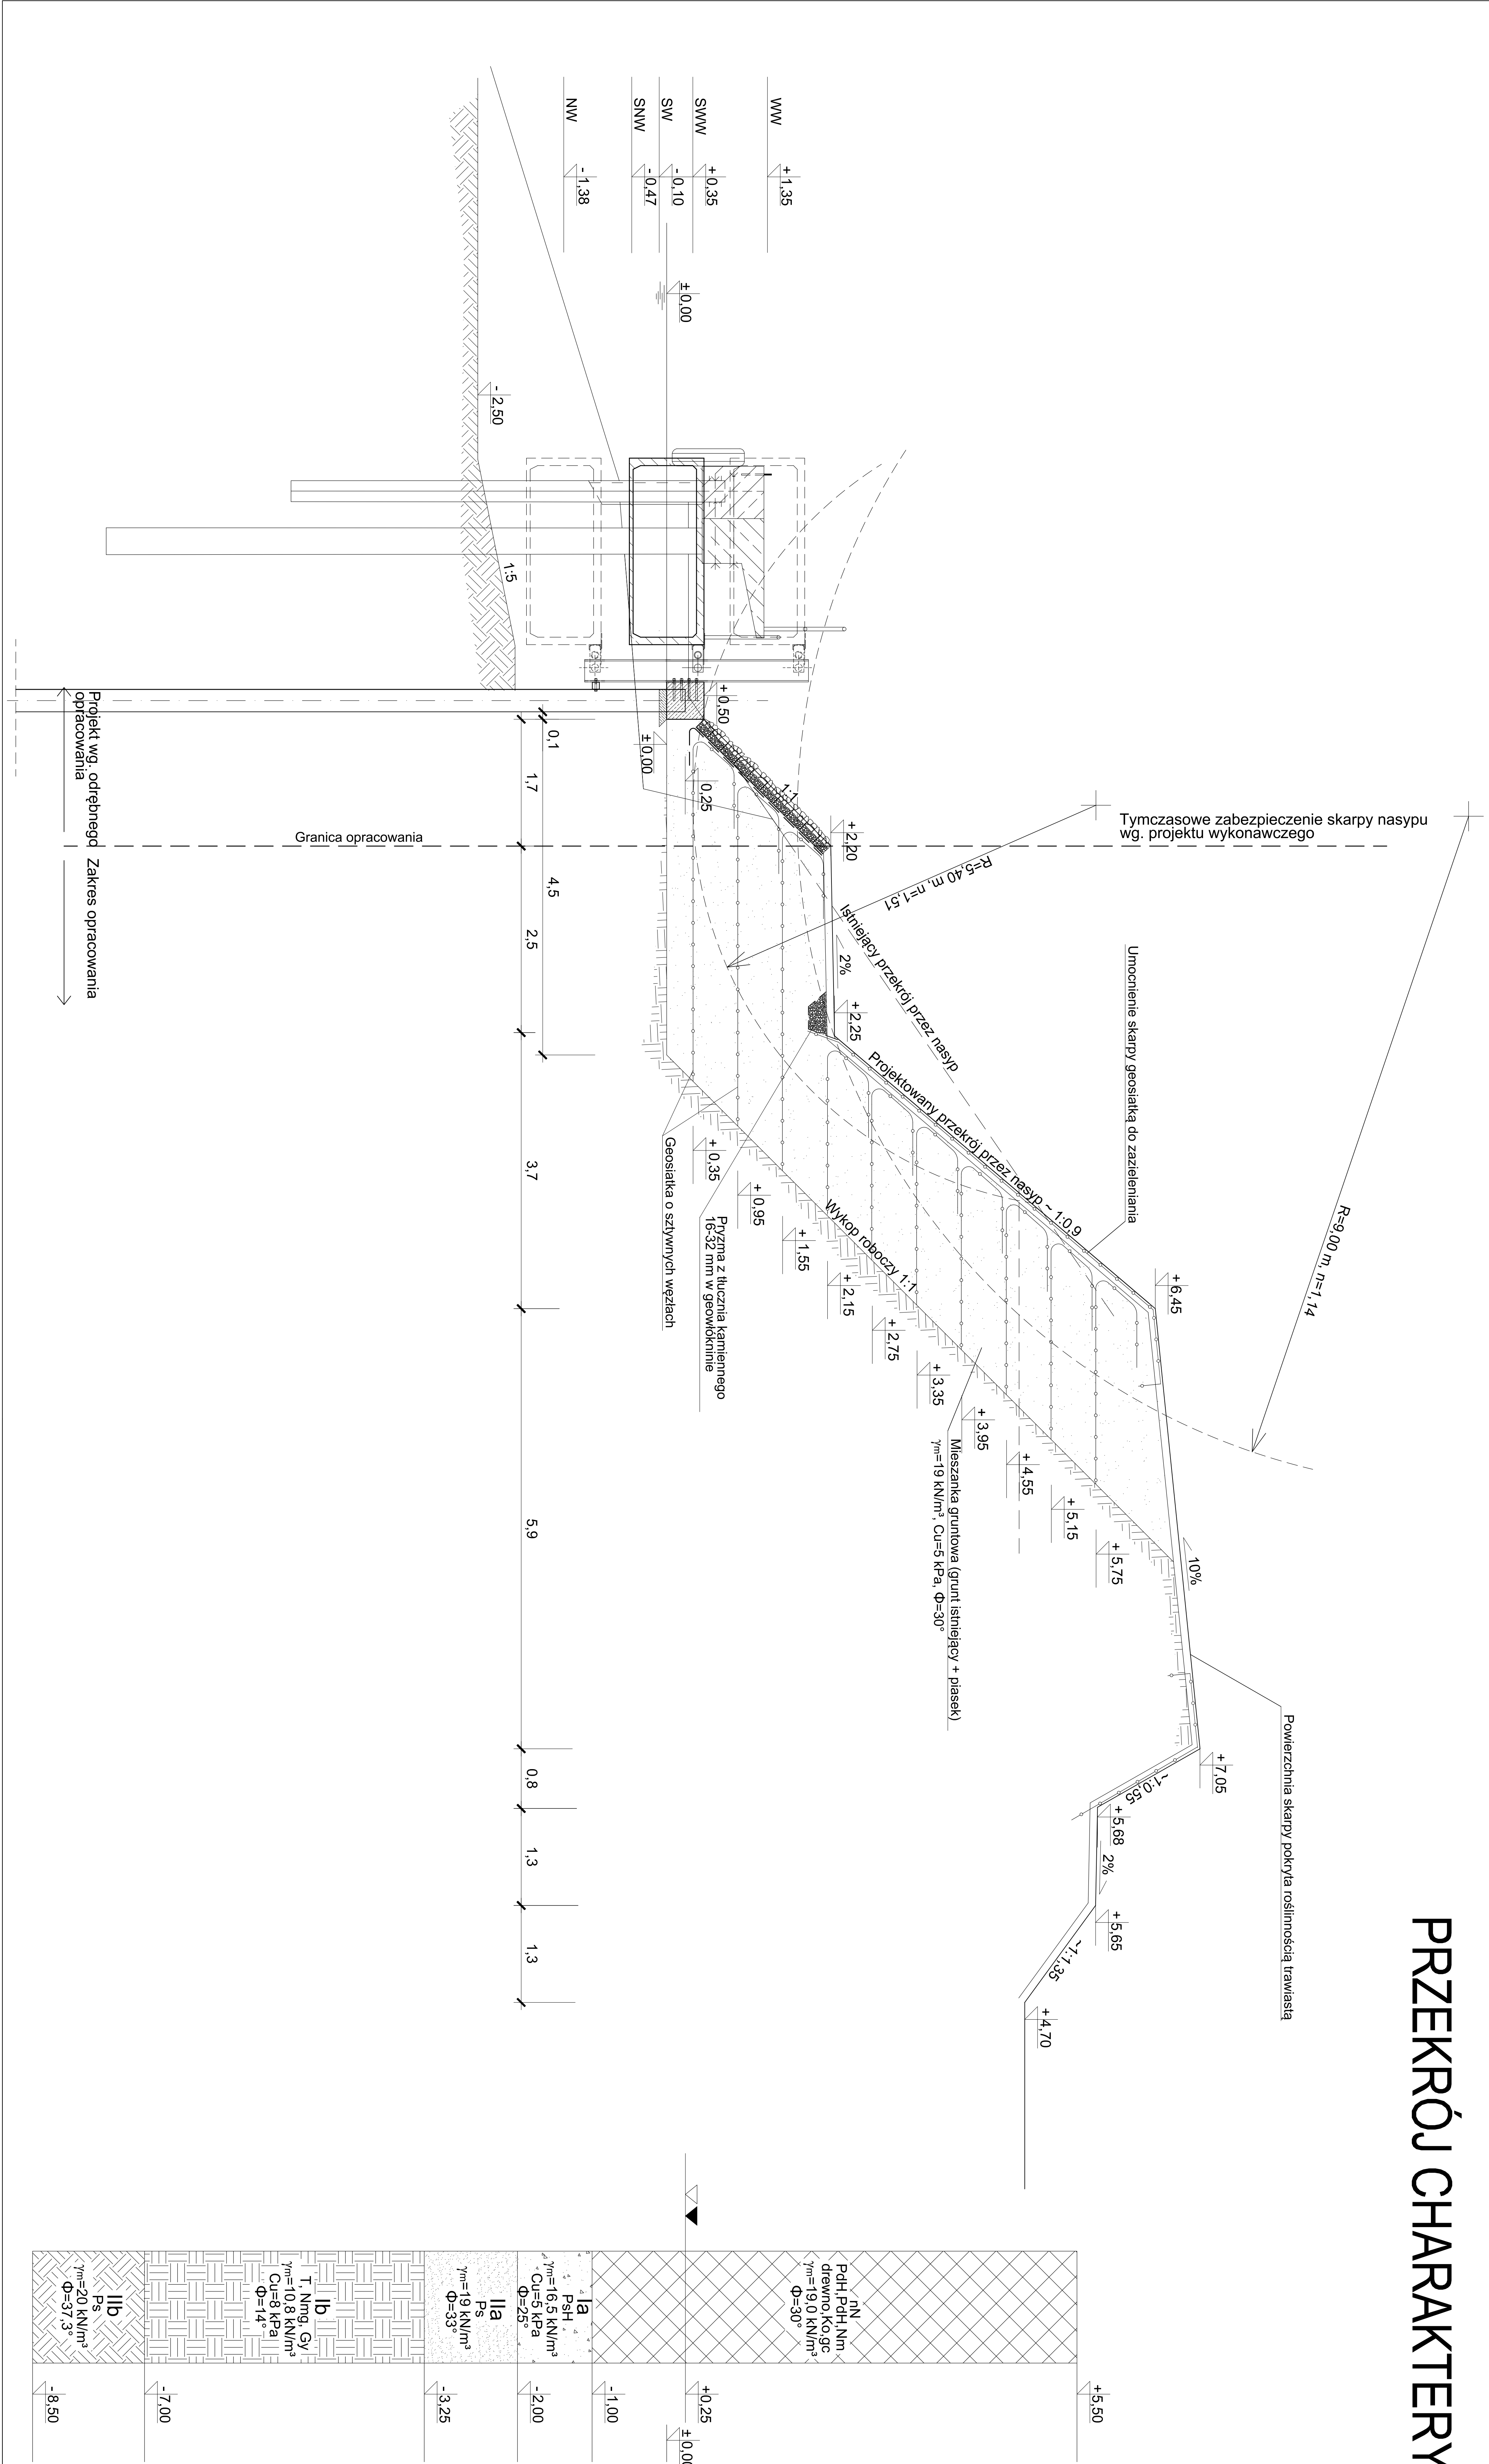 PRZEKRÓJ CHARAKTERY
WW
+ 1,35
SWW
+ 0,35
SW
- 0,10
SNW
- 0,47
NW
- 1,38
± 0,00
- 2,50
1:5
+ 0,50
± 0,00
0,25
1:1
+ 2,20
Tymczasowe zabezpieczenie skarpy nasypu
wg. projektu wykonawczego
R=5,40 m, n=1,51
R=9,00 m, n=1,14
Istniejący przekrój przez nasyp
2%
+ 2,25
Umocnienie skarpy geosiatką do zazieleniania
Projektowany przekrój przez nasyp ~ 1:0,9
Wykop roboczy 1:1
+ 6,45
10%
Powierzchnia skarpy pokryta roślinnością trawiastą
+ 7,05
~1:0,55
+ 5,68
2%
+ 5,65
~1:1,35
+ 4,70
+ 0,35
+ 0,95
+ 1,55
+ 2,15
+ 2,75
+ 3,35
+ 3,95
+ 4,55
+ 5,15
+ 5,75
Mieszanka gruntowa (grunt istniejący + piasek)
γm=19 kN/m³, Cu=5 kPa, Φ=30°
Pryzma z tłucznia kamiennego
16-32 mm w geowłókninie
Geosiatka o sztywnych węzłach
0,1
4,5
1,7
2,5
3,7
5,9
0,8
1,3
1,3
Granica opracowania
Projekt wg. odrębnego
opracowania
Zakres opracowania
nN
PdH,PdH,Nm
drewno,Ko,gc
γm=19,0 kN/m³
Φ=30°
Ia
PsH
γm=16,5 kN/m³
Cu=5 kPa
Φ=25°
IIa
Ps
γm=19 kN/m³
Φ=33°
Ib
T, Nmg, Gy
γm=10,8 kN/m³
Cu=8 kPa
Φ=14°
IIb
Ps
γm=20 kN/m³
Φ=37,3°
+5,50
+0,25
± 0,00
- 1,00
- 2,00
- 3,25
- 7,00
- 8,50